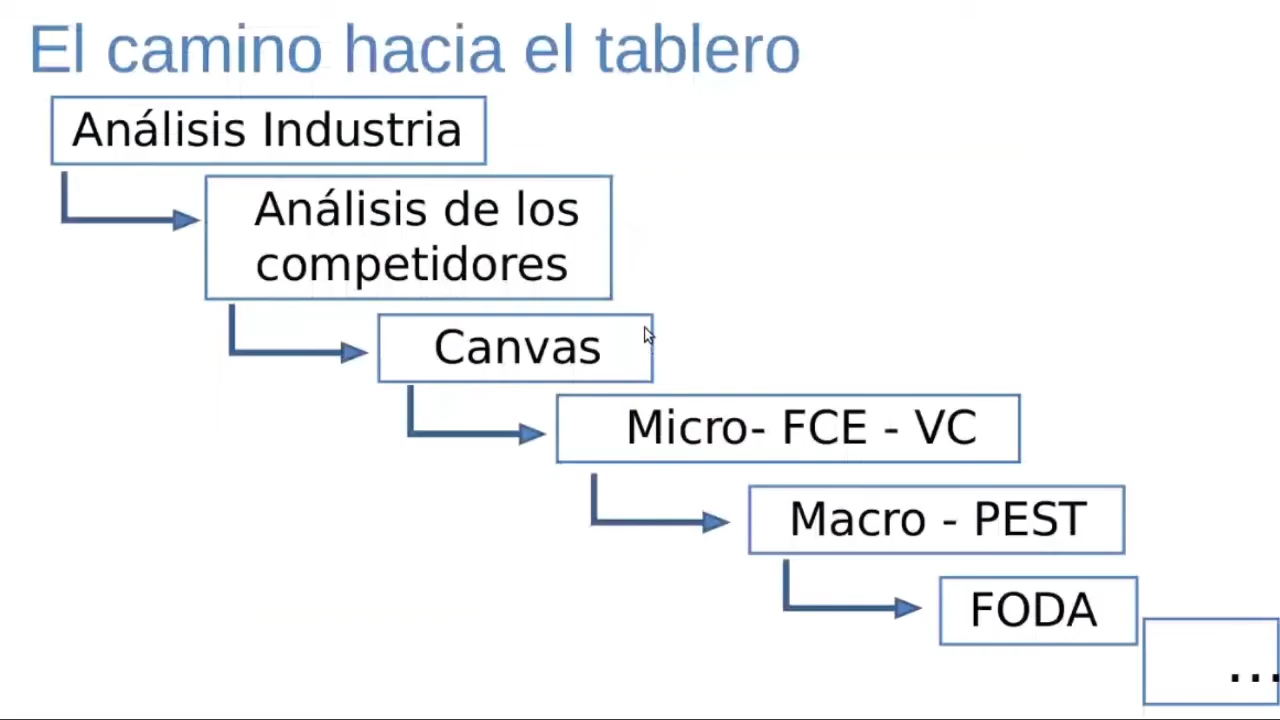 El camino hacia el tablero
Análisis Industria
Análisis de los
competidores
Canvas
Micro- FCE - VC
Macro - PEST
FODA
...